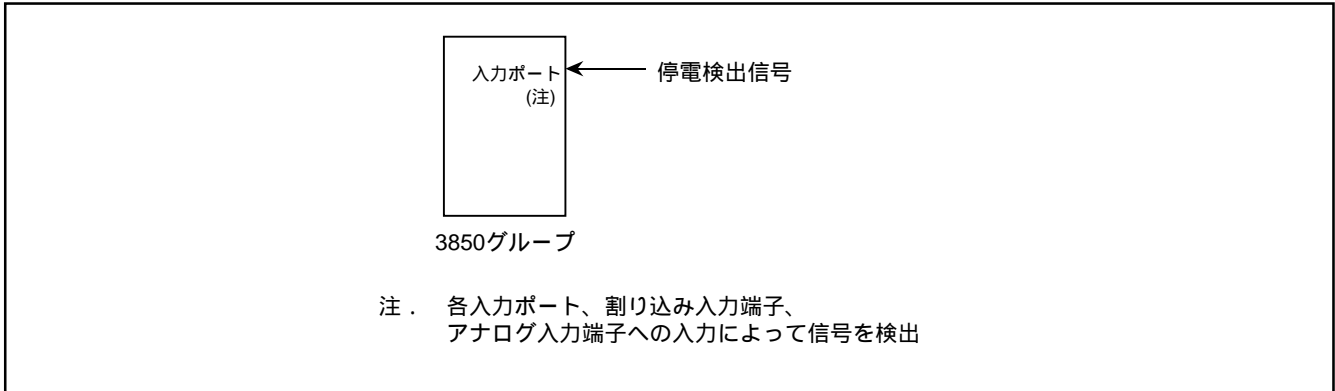 入力ポート
(注)
停電検出信号
3850グループ
注． 各入力ポート、割り込み入力端子、
アナログ入力端子への入力によって信号を検出